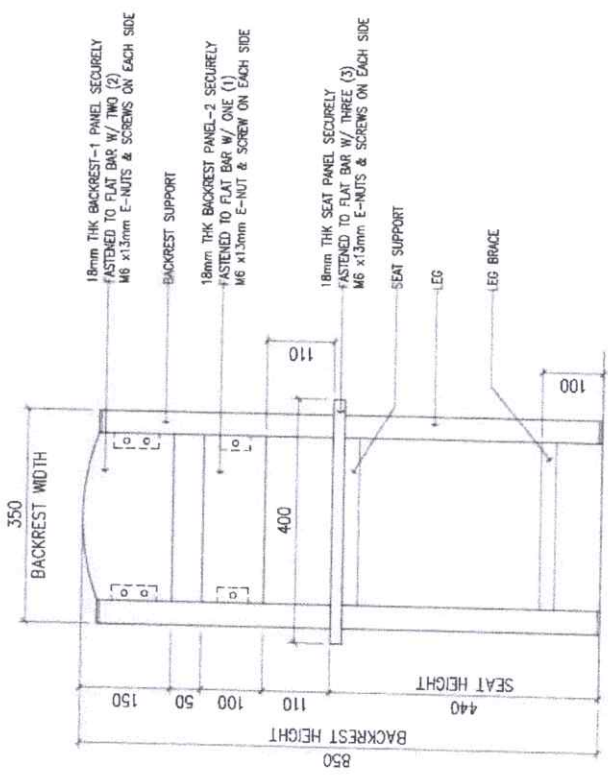 350
BACKREST WIDTH
18mm THK BACKREST-1 PANEL SECURELY
FASTENED TO FLAT BAR W/ TWO (2)
M6 x13mm E-NUTS & SCREWS ON EACH SIDE
BACKREST SUPPORT
18mm THK BACKREST PANEL-2 SECURELY
FASTENED TO FLAT BAR W/ ONE (1)
M6 x13mm E-NUT & SCREW ON EACH SIDE
110
400
18mm THK SEAT PANEL SECURELY
FASTENED TO FLAT BAR W/ THREE (3)
M6 x13mm E-NUTS & SCREWS ON EACH SIDE
SEAT SUPPORT
LEG
LEG BRACE
100
150
50
100
110
440
SEAT HEIGHT
850
BACKREST HEIGHT